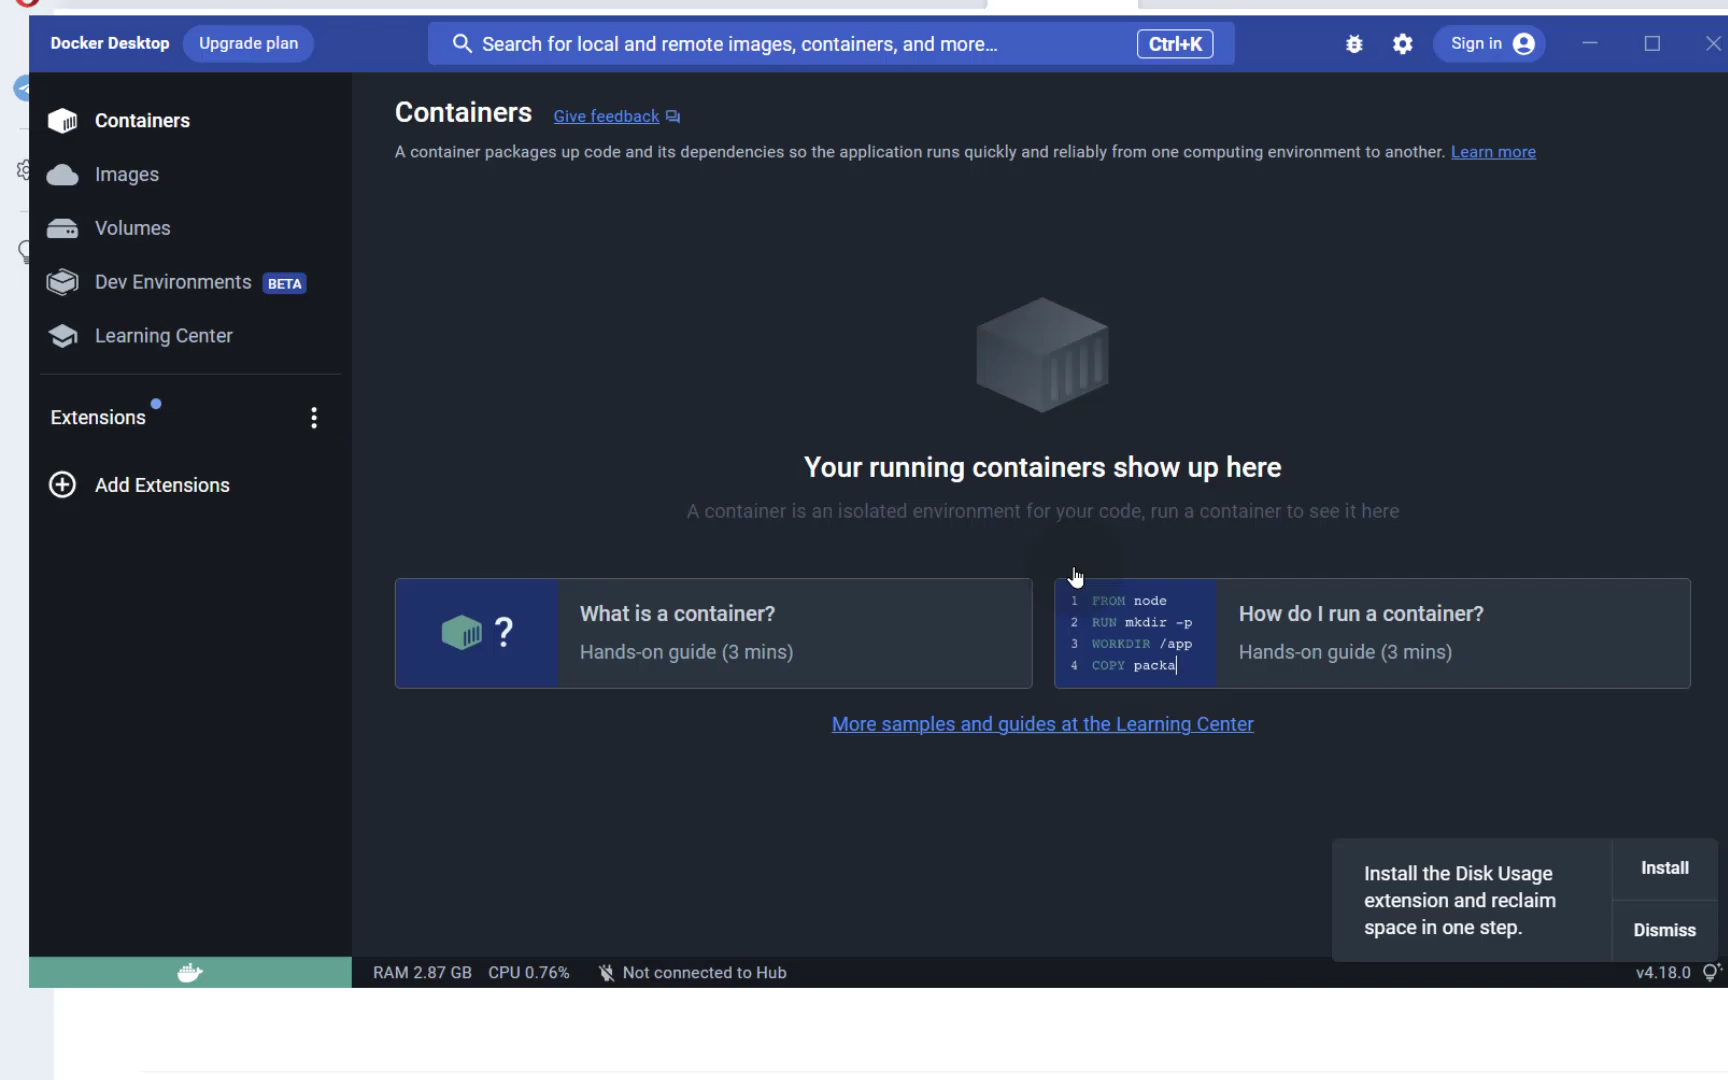 Docker Desktop
Upgrade plan
Search for local and remote images, containers, and more...
Ctrl+K
Sign in
Containers
Images
Volumes
Dev Environments BETA
Learning Center
Extensions
Add Extensions
Containers
Give feedback
A container packages up code and its dependencies so the application runs quickly and reliably from one computing environment to another. Learn more
Your running containers show up here
A container is an isolated environment for your code, run a container to see it here
?
What is a container?
Hands-on guide (3 mins)
1 FROM node
2 RUN mkdir -p
3 WORKDIR /app
4 COPY packa
How do I run a container?
Hands-on guide (3 mins)
More samples and guides at the Learning Center
Install the Disk Usage
extension and reclaim
space in one step.
Install
Dismiss
RAM 2.87 GB CPU 0.76% Not connected to Hub
v4.18.0